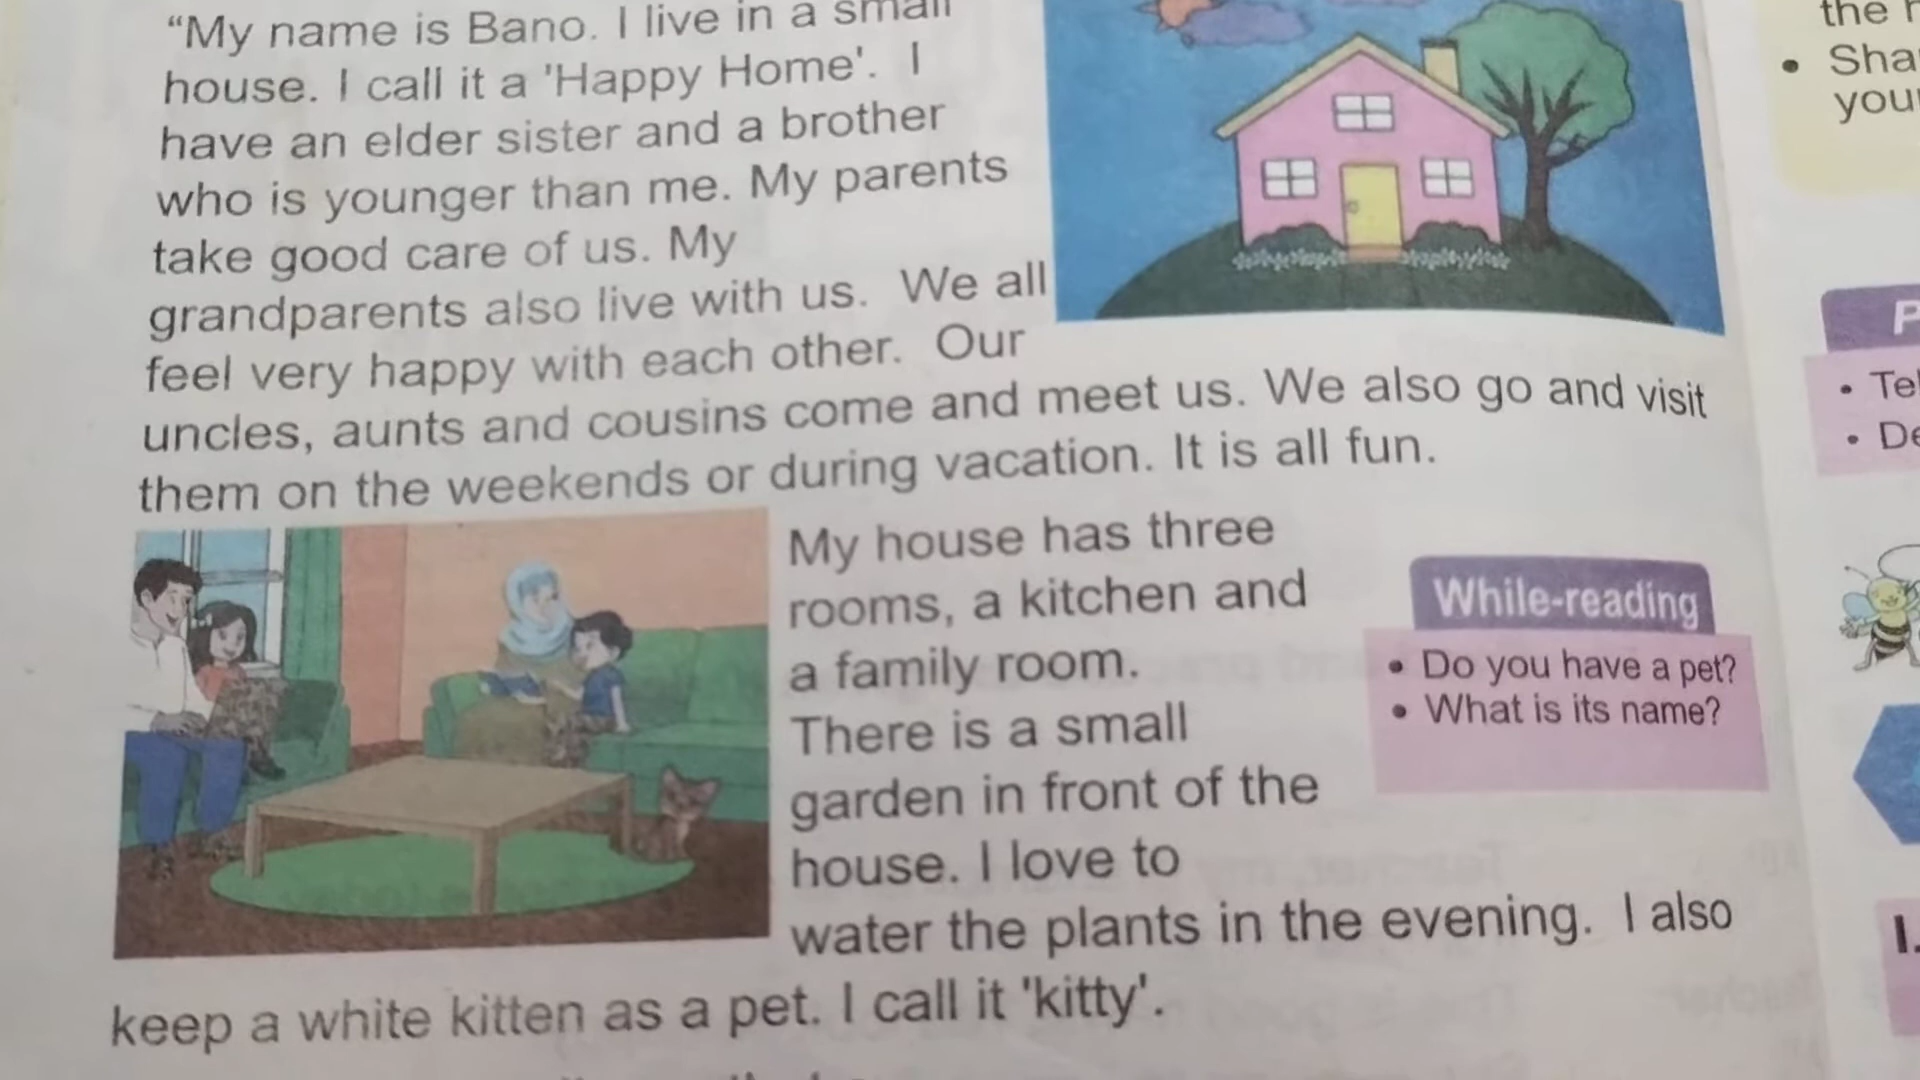 “My name is Bano. I live in a small
house. I call it a 'Happy Home'. I
have an elder sister and a brother
who is younger than me. My parents
take good care of us. My
grandparents also live with us. We all
feel very happy with each other. Our
uncles, aunts and cousins come and meet us. We also go and visit
them on the weekends or during vacation. It is all fun.
My house has three
rooms, a kitchen and
a family room.
There is a small
garden in front of the
house. I love to
water the plants in the evening. I also
keep a white kitten as a pet. I call it 'kitty'.
While-reading
• Do you have a pet?
• What is its name?
the
•
I.